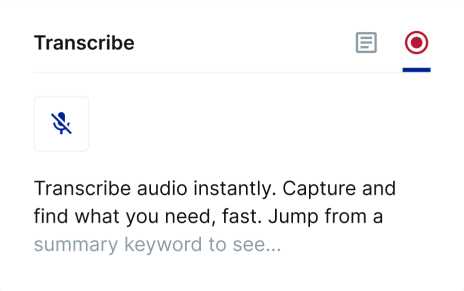 Transcribe
Transcribe audio instantly. Capture and
find what you need, fast. Jump from a
summary keyword to see...